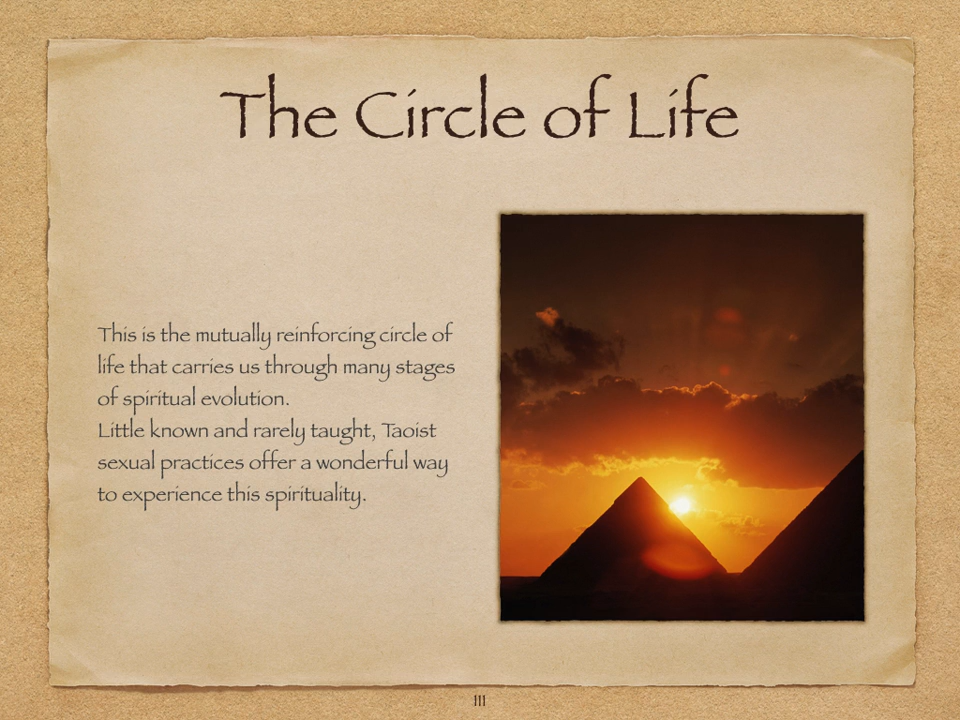 The Circle of Life
This is the mutually reinforcing circle of
life that carries us through many stages
of spiritual evolution.
Little known and rarely taught, Taoist
sexual practices offer a wonderful way
to experience this spirituality.
111